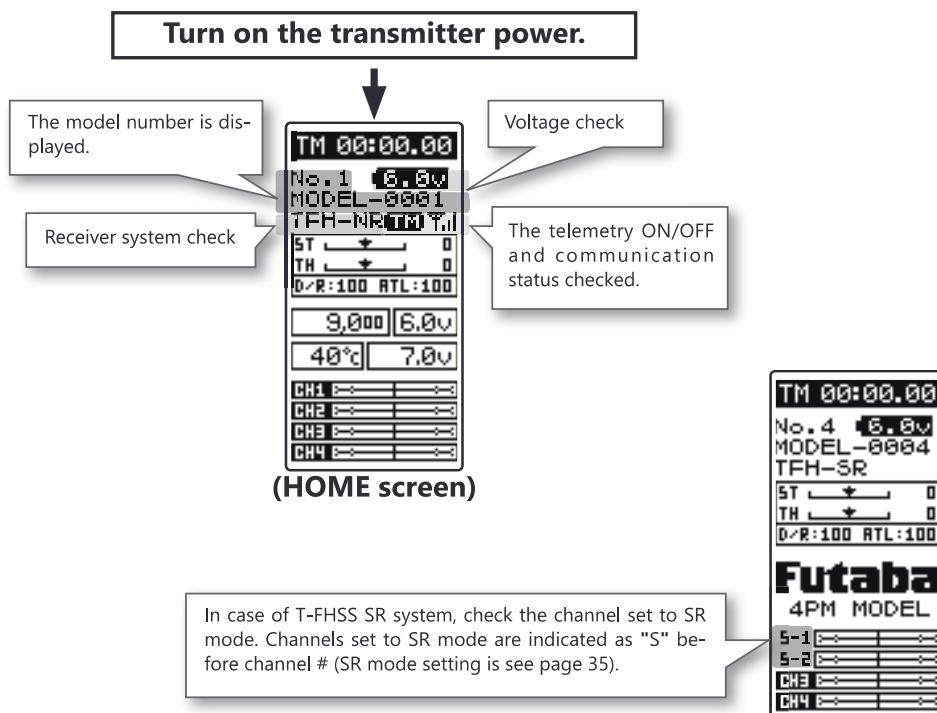 Turn on the transmitter power.
The model number is dis-
played.
Voltage check
Receiver system check
The telemetry ON/OFF
and communication
status checked.
TM 00:00.00
No.1 6.0v
MODEL-0001
TFH-NR TM
ST 0
TH 0
D/R:100 ATL:100
9,000 6.0v
40℃ 7.0v
CH1
CH2
CH3
CH4
(HOME screen)
TM 00:00.00
No.4 6.0v
MODEL-0004
TFH-SR
ST 0
TH 0
D/R:100 ATL:100
Futaba
4PM MODEL
S-1
S-2
CH3
CH4
In case of T-FHSS SR system, check the channel set to SR
mode. Channels set to SR mode are indicated as "S" be-
fore channel # (SR mode setting is see page 35).